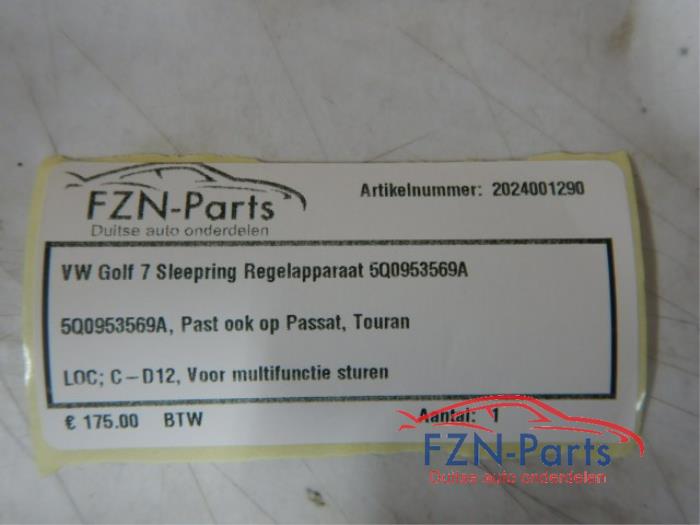 FZN-Parts
Duitse auto onderdelen
Artikelnummer: 2024001290
VW Golf 7 Sleepring Regelapparaat 5Q0953569A
5Q0953569A, Past ook op Passat, Touran
LOC; C-D12, Voor multifunctie sturen
€ 175.00 BTW Aantal: 1
FZN-Parts
Duitse auto onderdelen